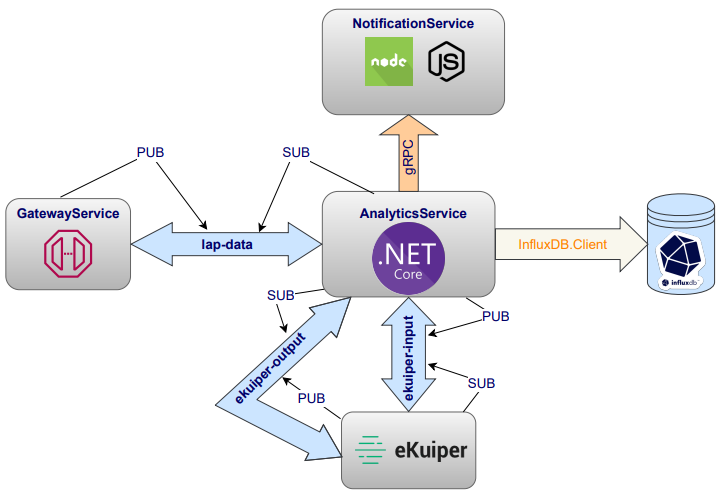 NotificationService
node
JS
PUB
SUB
gRPC
GatewayService
lap-data
AnalyticsService
.NET
Core
InfluxDB.Client
influxdb
SUB
PUB
ekuiper-output
ekuiper-input
PUB
SUB
eKuiper